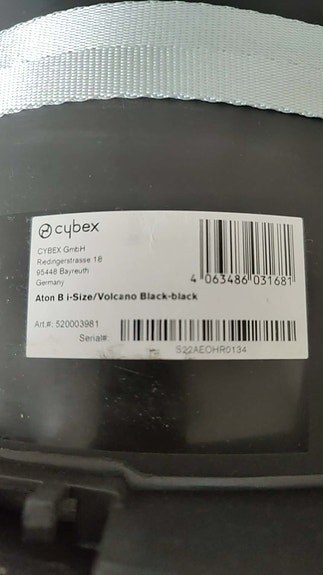 cybex
CYBEX GmbH
Riedingerstrasse 18
95448 Bayreuth
Germany
4 063486 031681
Aton B i-Size/Volcano Black-black
Art.#: 520003981
Serial#:
S22AEOHR0134